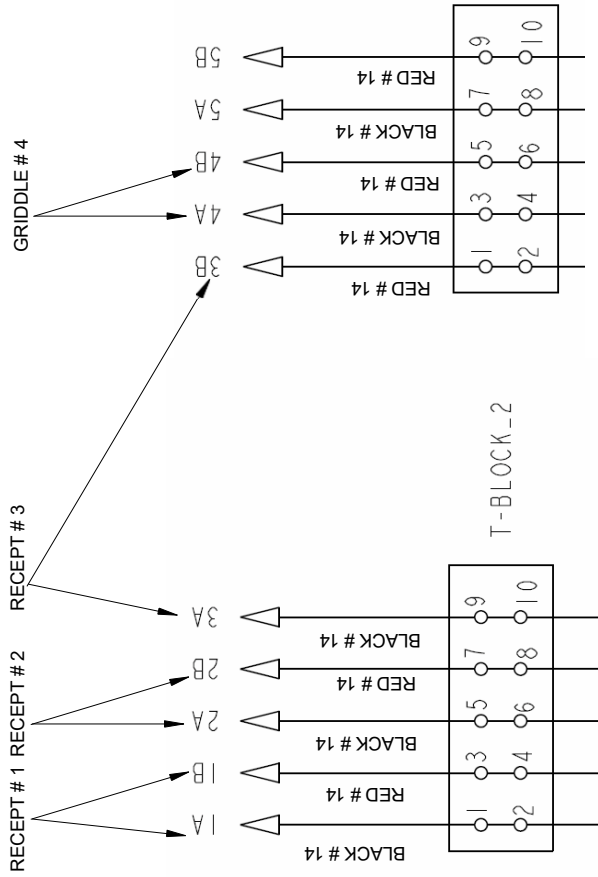 GRIDDLE # 4
RECEPT # 3
RECEPT # 2
RECEPT # 1
5B
5A
4B
4A
3B
3A
2B
2A
1B
1A
RED # 14
BLACK # 14
RED # 14
BLACK # 14
RED # 14
BLACK # 14
RED # 14
BLACK # 14
RED # 14
BLACK # 14
9 10
7 8
5 6
3 4
1 2
T-BLOCK_2
9 10
7 8
5 6
3 4
1 2